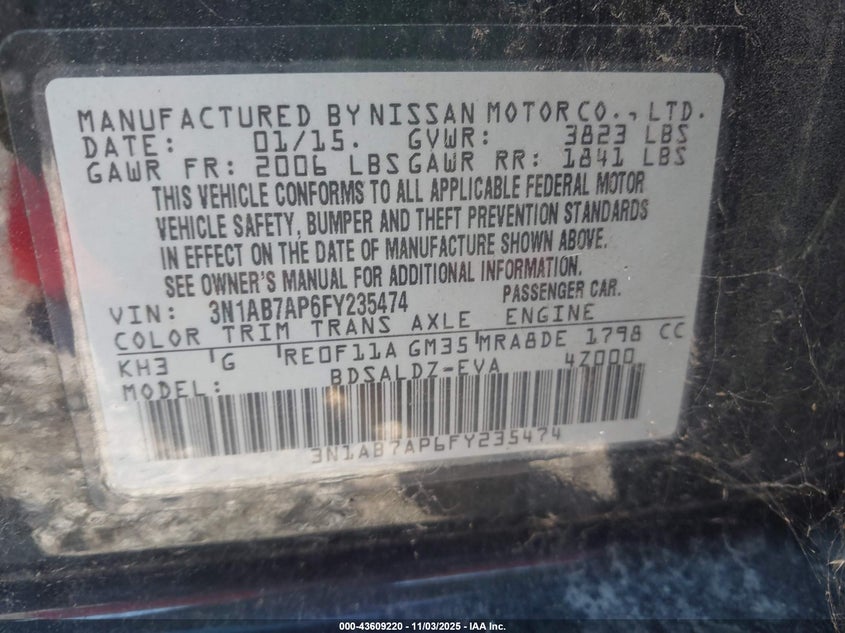 MANUFACTURED BY NISSAN MOTOR CO., LTD.
DATE: 01/15. GVWR: 3823 LBS
GAWR FR: 2006 LBS GAWR RR: 1841 LBS
THIS VEHICLE CONFORMS TO ALL APPLICABLE FEDERAL MOTOR
VEHICLE SAFETY, BUMPER AND THEFT PREVENTION STANDARDS
IN EFFECT ON THE DATE OF MANUFACTURE SHOWN ABOVE.
SEE OWNER'S MANUAL FOR ADDITIONAL INFORMATION.
VIN: 3N1AB7AP6FY235474 PASSENGER CAR.
COLOR TRIM TRANS AXLE ENGINE
KH3 G RE0F11A GM35 MRA8DE 1798 CC
MODEL: BDSALDZ-EVA 4Z000
3N1AB7AP6FY235474
000-43609220 - 11/03/2025 - IAA Inc.